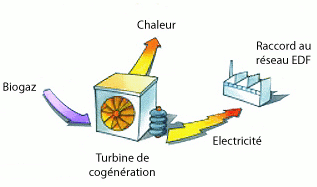 Chaleur
Raccord au
réseau EDF
Biogaz
Electricité
Turbine de
cogénération